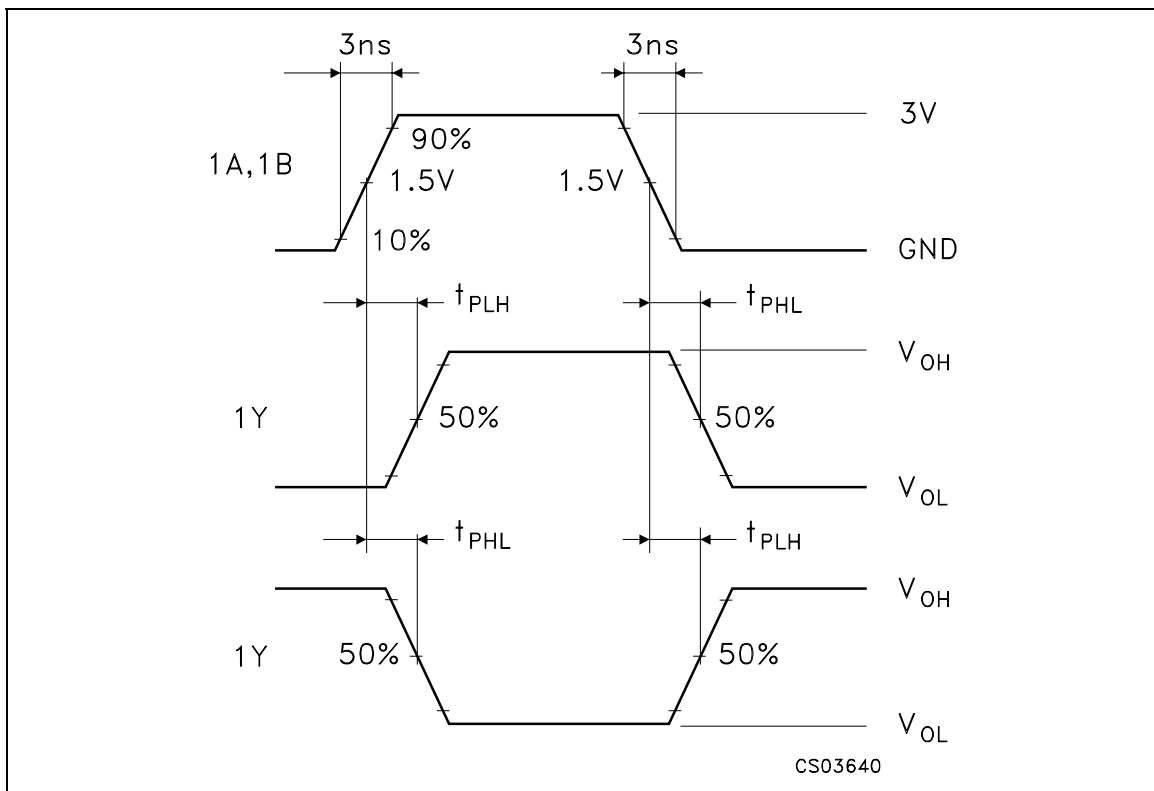 3ns 3ns
3V
90%
1A,1B
1.5V 1.5V
10%
GND
tPLH tPHL
VOH
1Y 50% 50%
VOL
tPHL tPLH
VOH
1Y 50% 50%
VOL
CS03640